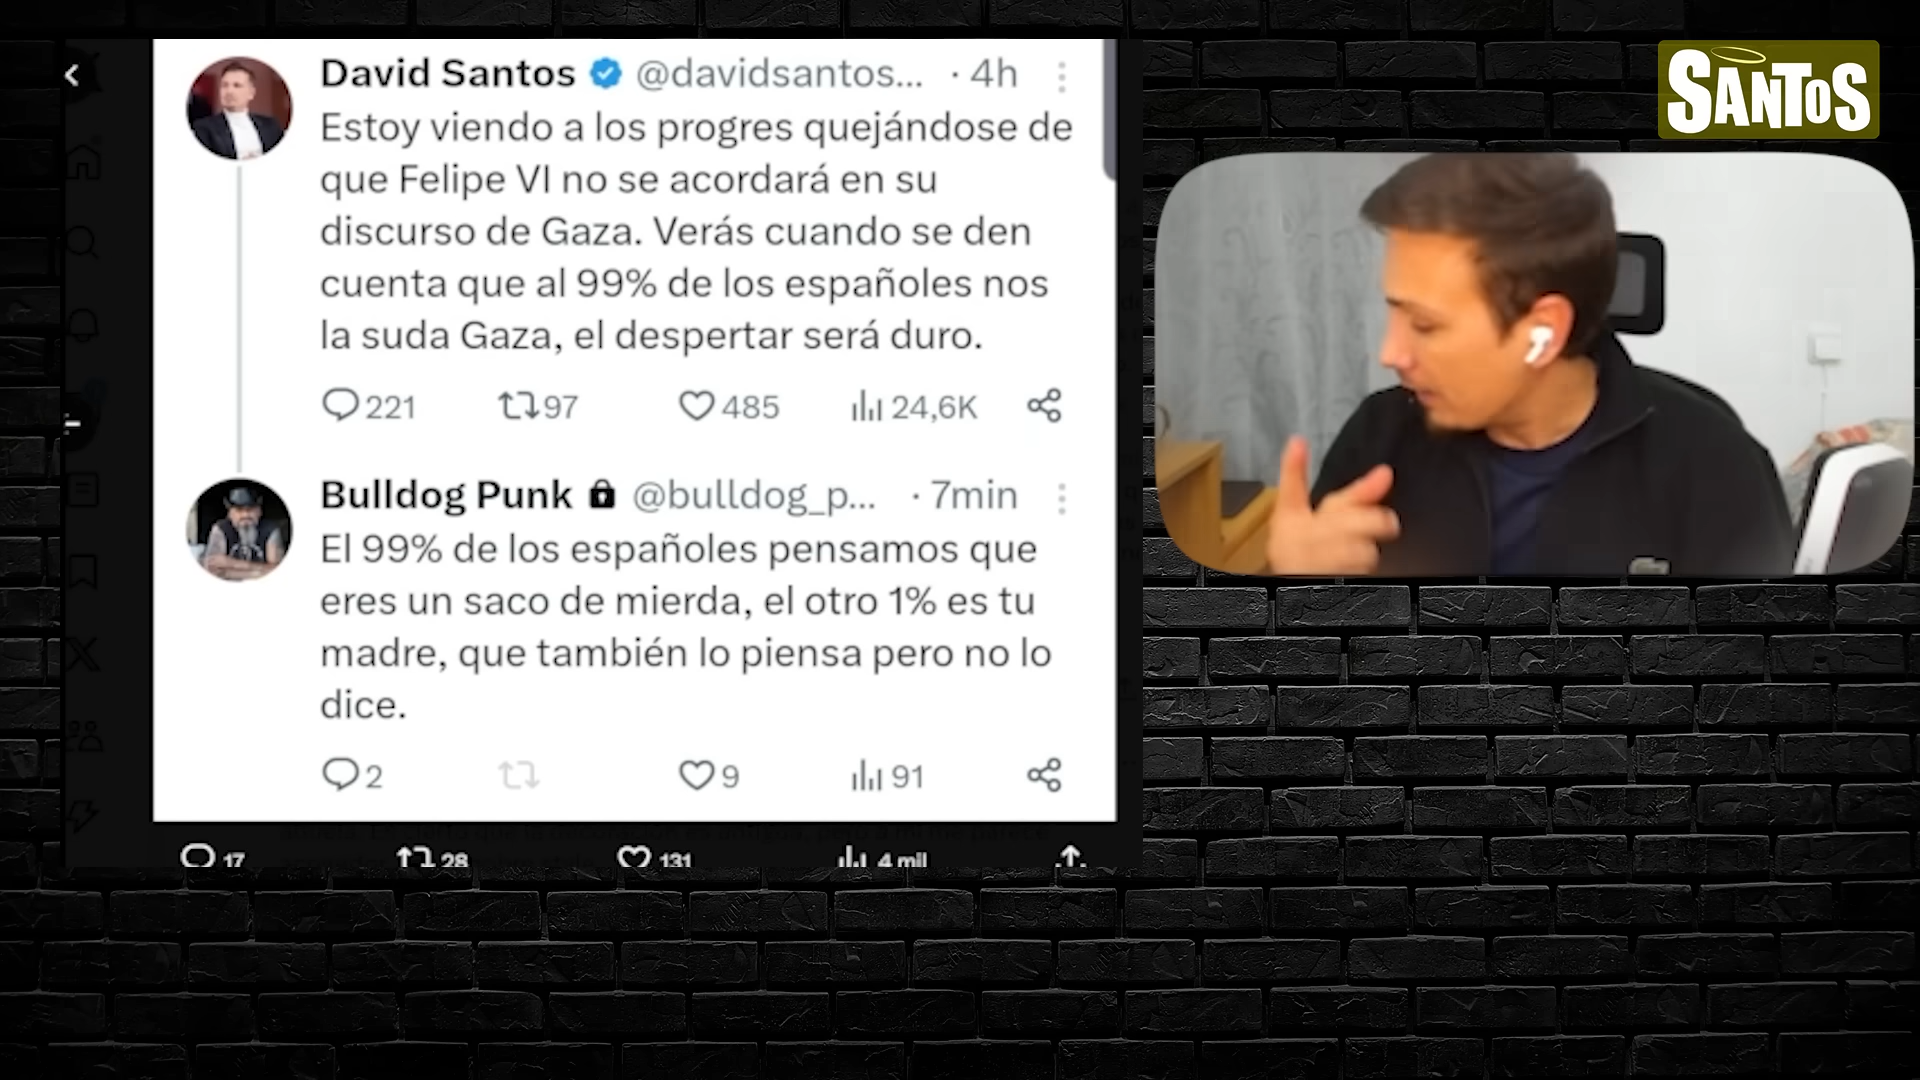 SANTOS
David Santos @davidsantos... · 4h
Estoy viendo a los progres quejándose de
que Felipe VI no se acordará en su
discurso de Gaza. Verás cuando se den
cuenta que al 99% de los españoles nos
la suda Gaza, el despertar será duro.
221 97 485 24,6K
Bulldog Punk @bulldog_p... · 7min
El 99% de los españoles pensamos que
eres un saco de mierda, el otro 1% es tu
madre, que también lo piensa pero no lo
dice.
2 9 91
17 28 131 4 mil